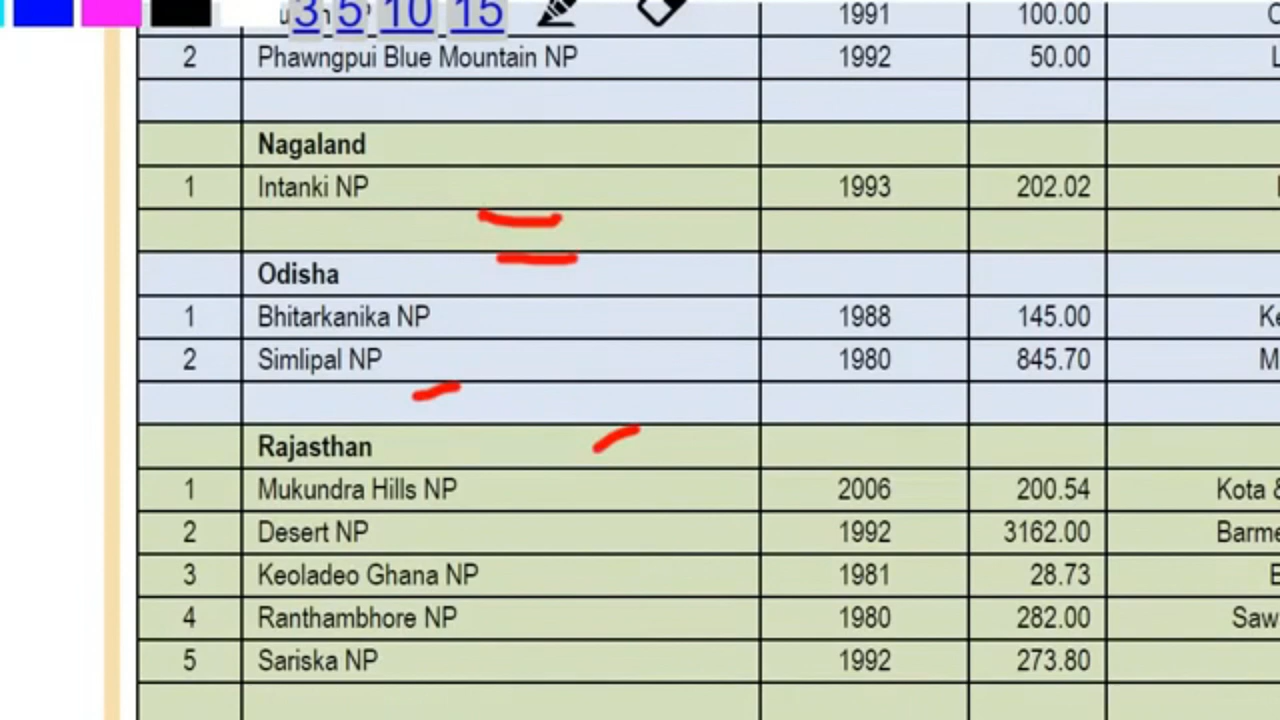 3 5 10 15
1991 100.00
2 Phawngpui Blue Mountain NP 1992 50.00
Nagaland
1 Intanki NP 1993 202.02
Odisha
1 Bhitarkanika NP 1988 145.00
2 Simlipal NP 1980 845.70
Rajasthan
1 Mukundra Hills NP 2006 200.54 Kota &
2 Desert NP 1992 3162.00 Barme
3 Keoladeo Ghana NP 1981 28.73
4 Ranthambhore NP 1980 282.00 Saw
5 Sariska NP 1992 273.80